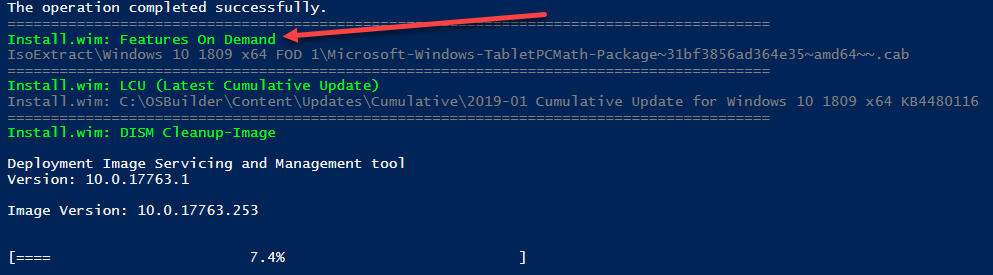 The operation completed successfully.
================================================================================
Install.wim: Features On Demand
IsoExtract\Windows 10 1809 x64 FOD 1\Microsoft-Windows-TabletPCMath-Package~31bf3856ad364e35~amd64~~.cab
================================================================================
Install.wim: LCU (Latest Cumulative Update)
Install.wim: C:\OSBuilder\Content\Updates\Cumulative\2019-01 Cumulative Update for Windows 10 1809 x64 KB4480116
================================================================================
Install.wim: DISM Cleanup-Image
Deployment Image Servicing and Management tool
Version: 10.0.17763.1
Image Version: 10.0.17763.253
[====                       7.4%                           ]